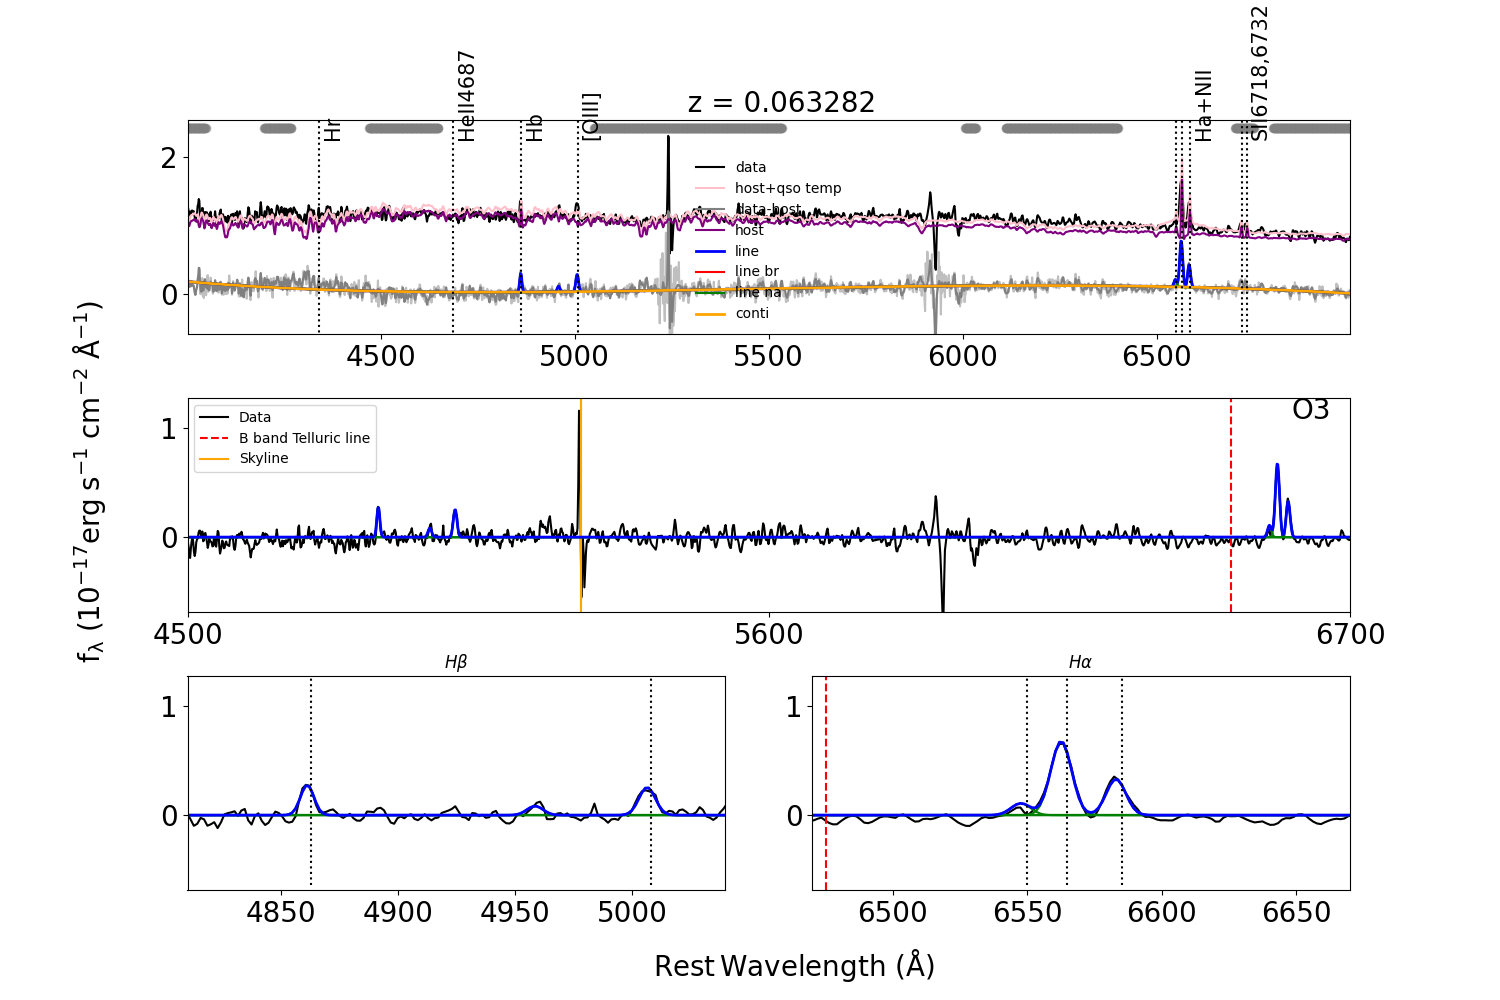 z = 0.063282
Hr
HeII4687
Hb
[OIII]
Ha+NII
SII6718,6732
data
host+qso temp
data-host
host
line
line br
line na
conti
2
0
4500
5000
5500
6000
6500
fλ (10⁻¹⁷erg s⁻¹ cm⁻² Å⁻¹)
Data
B band Telluric line
Skyline
O3
1
0
4500
5600
6700
Hβ
1
0
4850
4900
4950
5000
Hα
1
0
6500
6550
6600
6650
Rest Wavelength (Å)